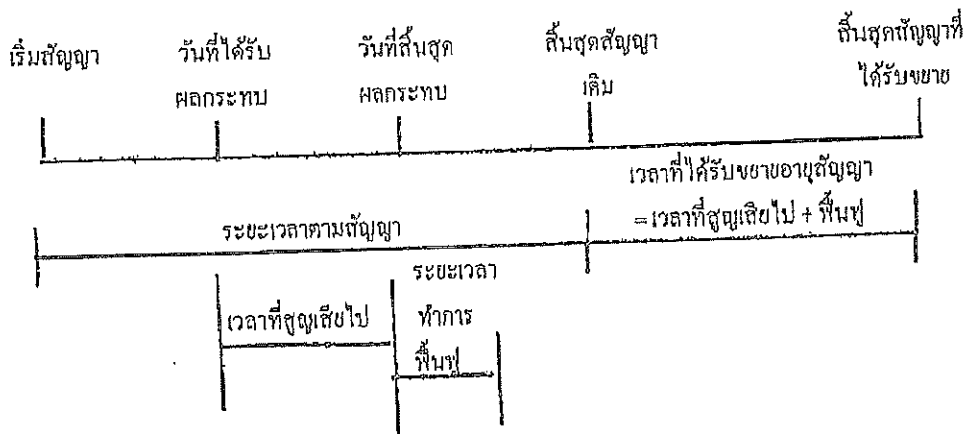 เริ่มสัญญา
วันที่ได้รับ
ผลกระทบ
วันที่สิ้นสุด
ผลกระทบ
สิ้นสุดสัญญา
เดิม
สิ้นสุดสัญญาที่
ได้รับขยาย
เวลาที่ได้รับขยายอายุสัญญา
=เวลาที่สูญเสียไป + ฟื้นฟู
ระยะเวลาตามสัญญา
เวลาที่สูญเสียไป
ระยะเวลา
ทำการ
ฟื้นฟู